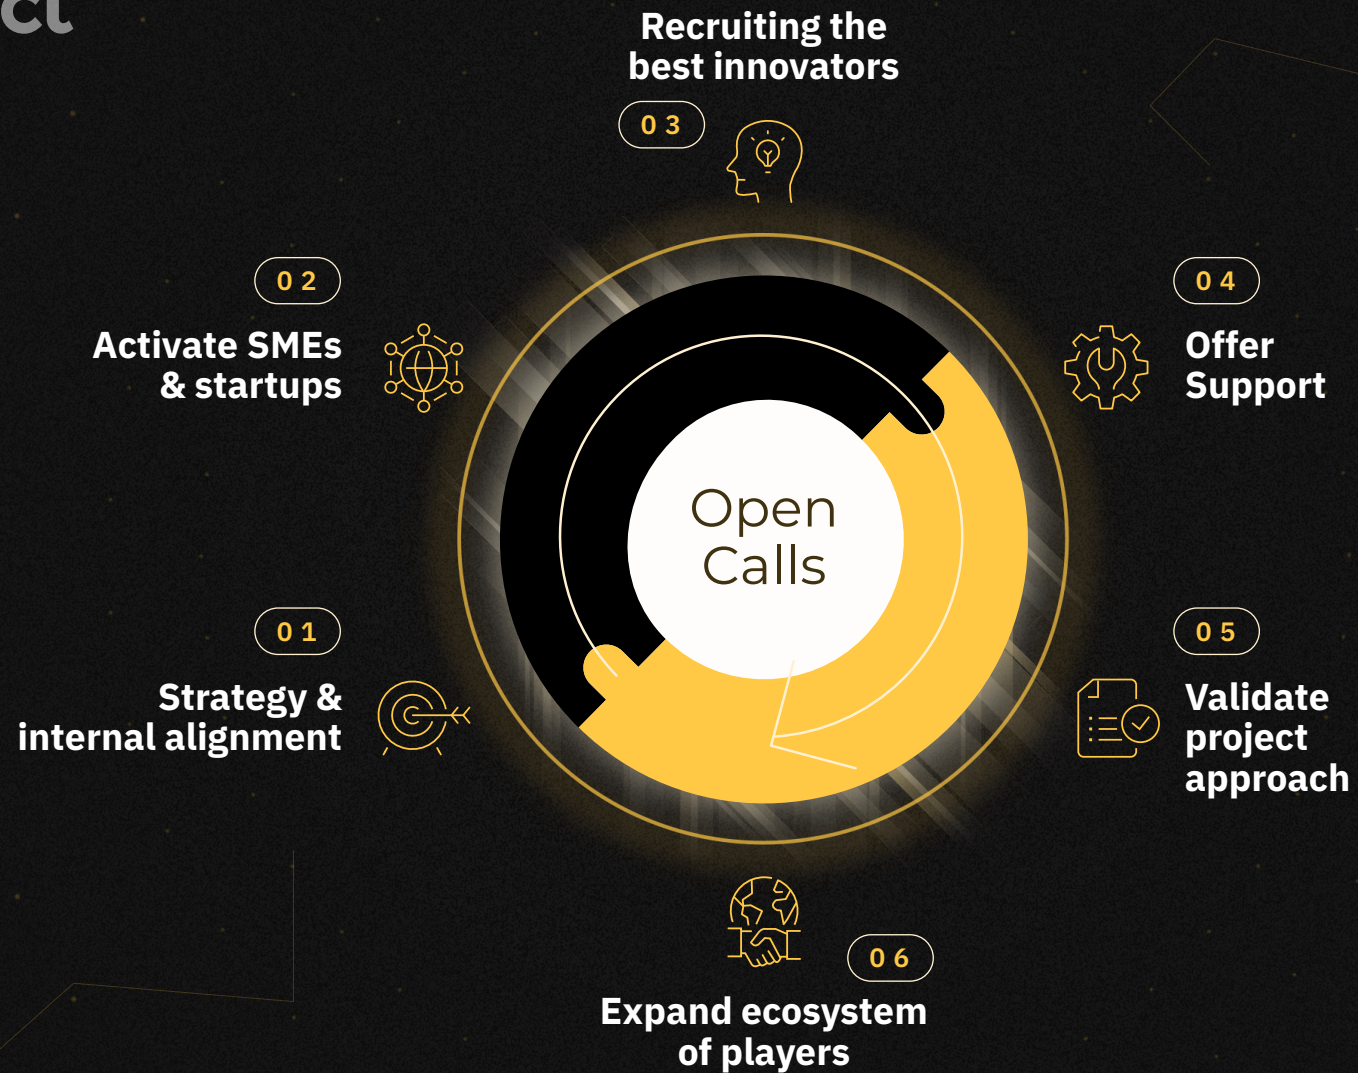 Recruiting the
best innovators
03
02
Activate SMEs
& startups
04
Offer
Support
Open
Calls
01
Strategy &
internal alignment
05
Validate
project
approach
06
Expand ecosystem
of players